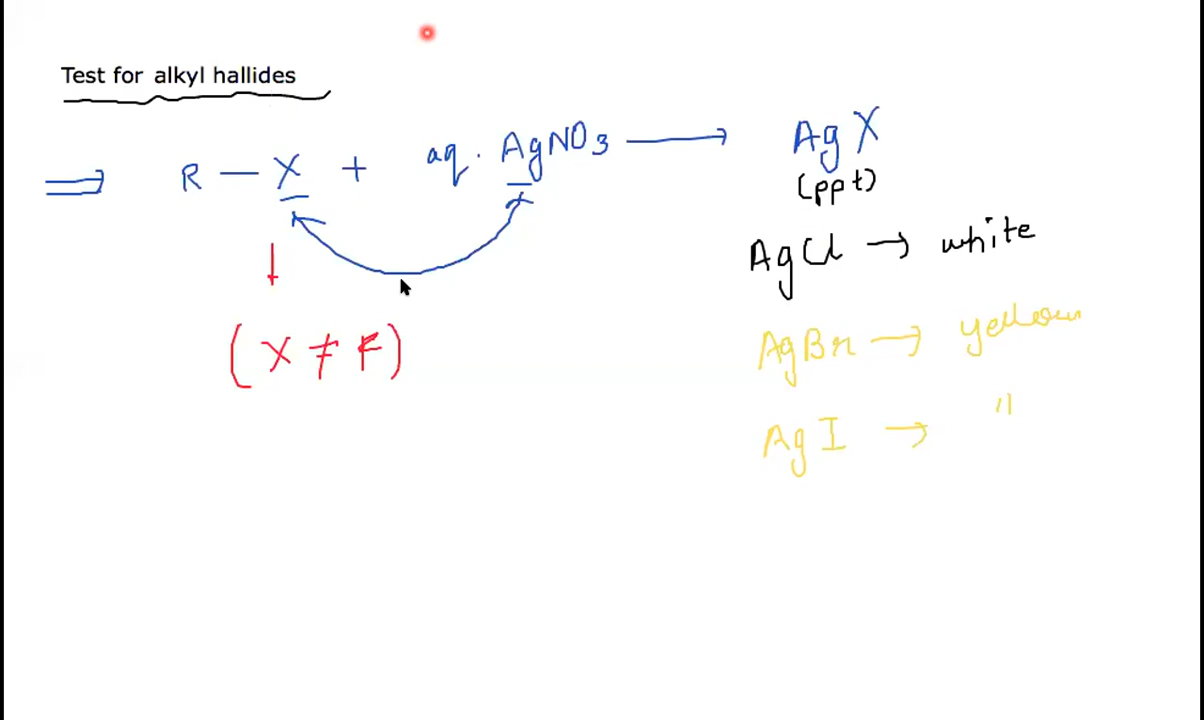 Test for alkyl hallides
⇒ R — X + aq. AgNO3 → AgX
(ppt)
AgCl → white
(X ≠ F)
AgBr → yellow
AgI → "